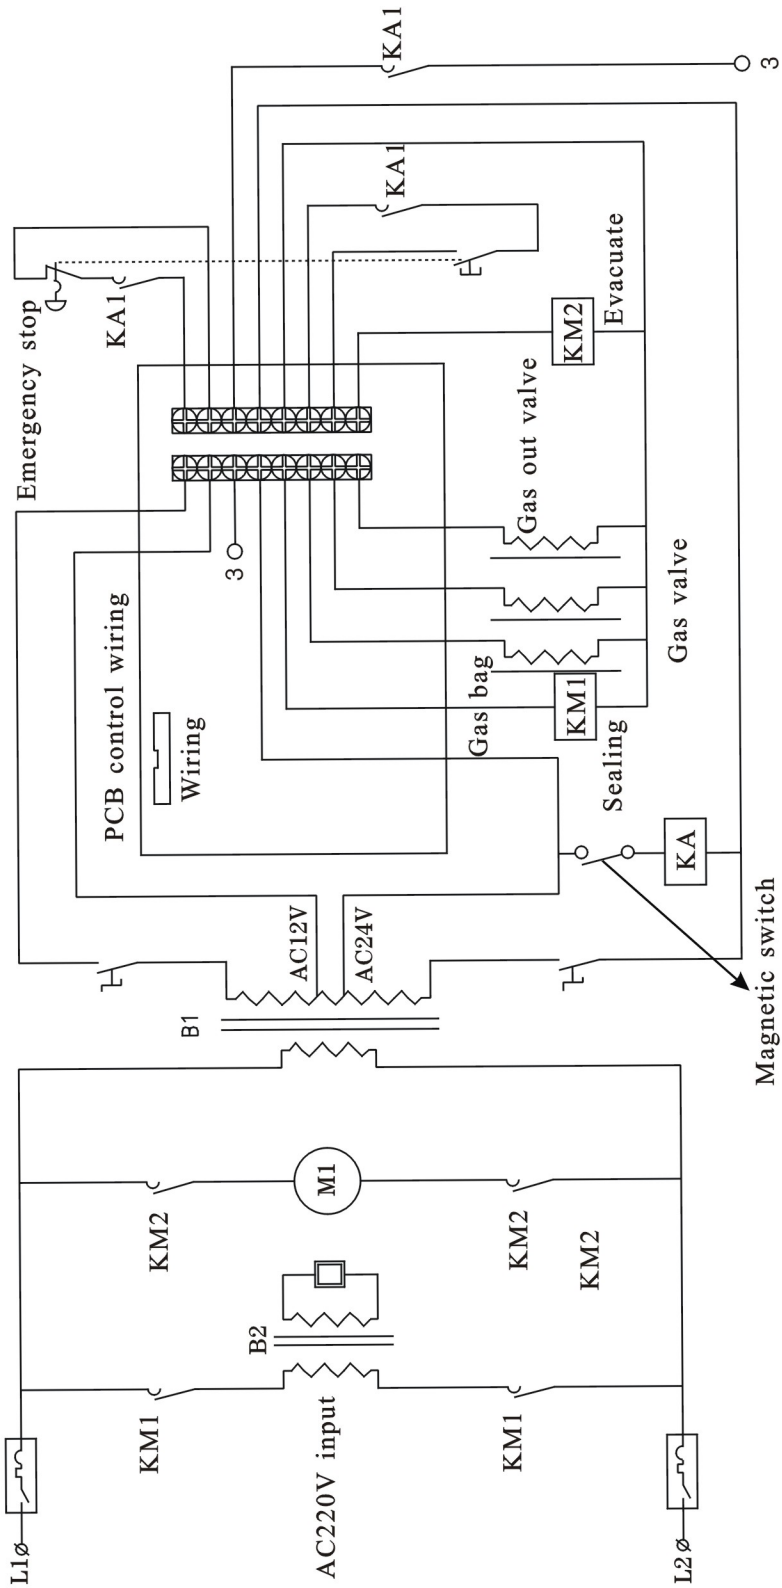 L1
L2
AC220V input
KM1
KM1
B2
KM2
KM2
KM2
M1
B1
AC12V
AC24V
Magnetic switch
KA
PCB control wiring
Wiring
3
Sealing
KM1
Gas bag
Gas valve
Gas out valve
KM2
Evacuate
Emergency stop
KA1
KA1
KA1
3